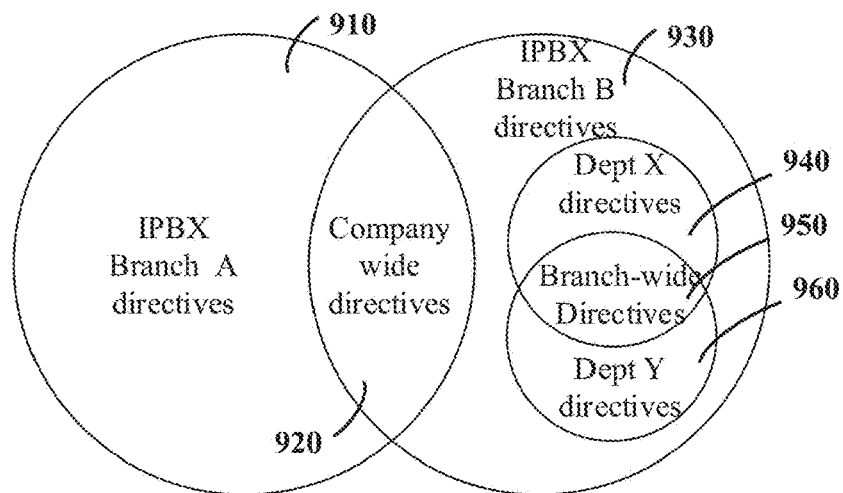 910
IPBX
Branch A
directives
Company
wide
directives
920
IPBX
Branch B
directives
930
Dept X
directives
940
Branch-wide
Directives
950
Dept Y
directives
960